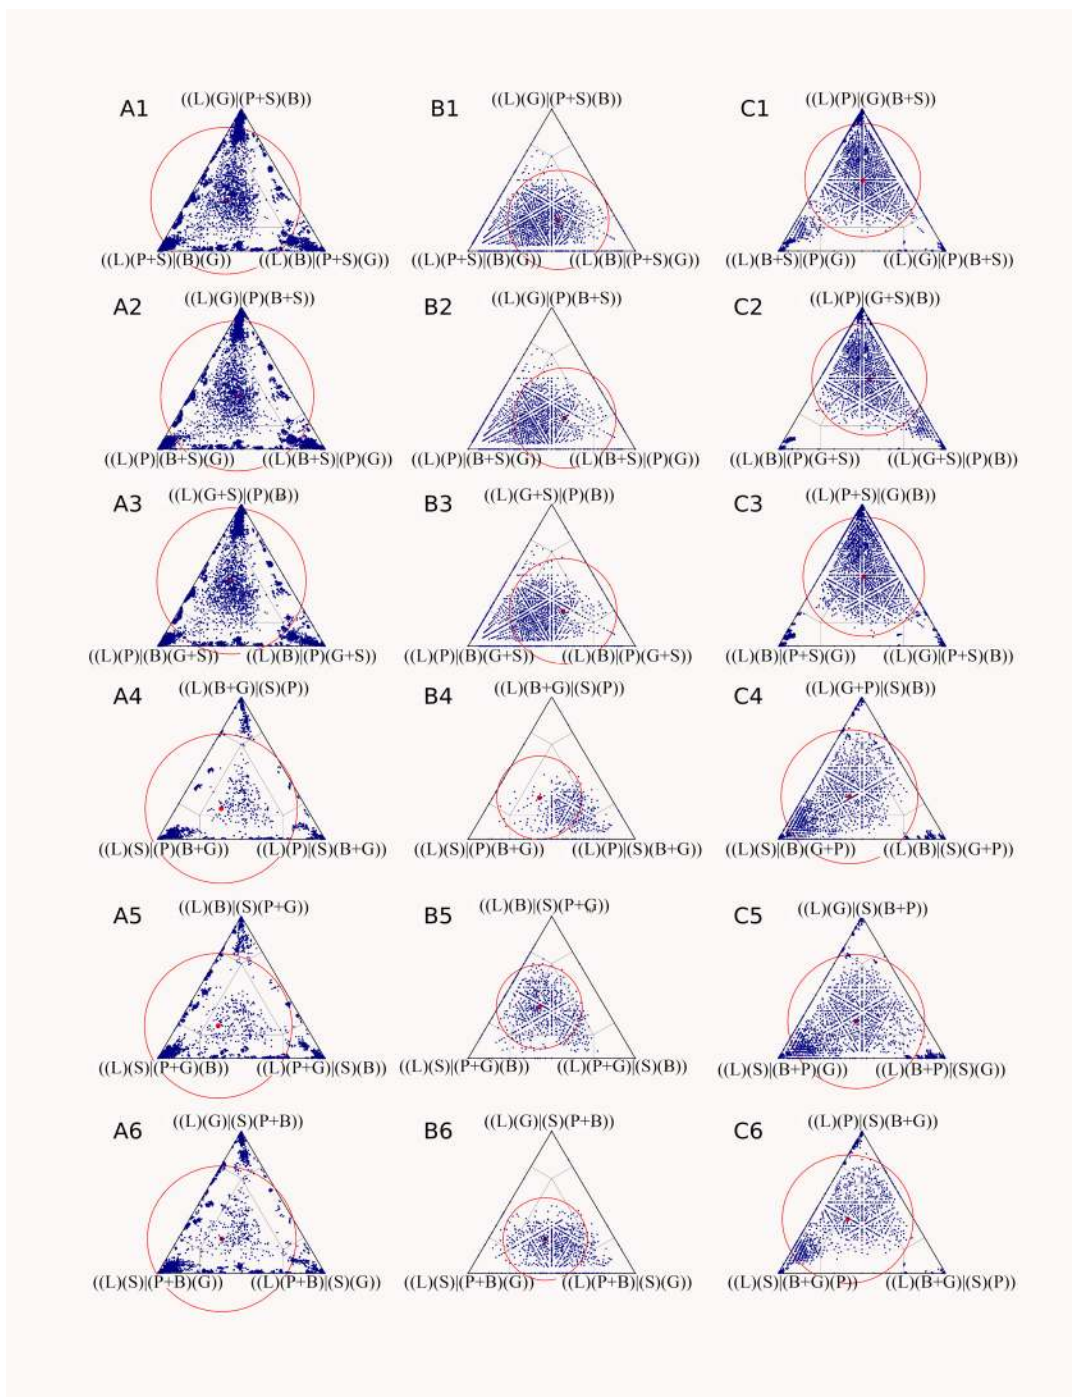 A1 ((L)(G)|(P+S)(B)) B1 ((L)(G)|(P+S)(B)) C1 ((L)(P)|(G)(B+S))
((L)(P+S)|(B)(G)) ((L)(B)|(P+S)(G)) ((L)(P+S)|(B)(G)) ((L)(B)|(P+S)(G)) ((L)(B+S)|(P)(G)) ((L)(G)|(P)(B+S))
A2 ((L)(G)|(P)(B+S)) B2 ((L)(G)|(P)(B+S)) C2 ((L)(P)|(G+S)(B))
((L)(P)|(B+S)(G)) ((L)(B+S)|(P)(G)) ((L)(P)|(B+S)(G)) ((L)(B+S)|(P)(G)) ((L)(B)|(P)(G+S)) ((L)(G+S)|(P)(B))
A3 ((L)(G+S)|(P)(B)) B3 ((L)(G+S)|(P)(B)) C3 ((L)(P+S)|(G)(B))
((L)(P)|(B)(G+S)) ((L)(B)|(P)(G+S)) ((L)(P)|(B)(G+S)) ((L)(B)|(P)(G+S)) ((L)(B)|(P+S)(G)) ((L)(G)|(P+S)(B))
A4 ((L)(B+G)|(S)(P)) B4 ((L)(B+G)|(S)(P)) C4 ((L)(G+P)|(S)(B))
((L)(S)|(P)(B+G)) ((L)(P)|(S)(B+G)) ((L)(S)|(P)(B+G)) ((L)(P)|(S)(B+G)) ((L)(S)|(B)(G+P)) ((L)(B)|(S)(G+P))
A5 ((L)(B)|(S)(P+G)) B5 ((L)(B)|(S)(P+G)) C5 ((L)(G)|(S)(B+P))
((L)(S)|(P+G)(B)) ((L)(P+G)|(S)(B)) ((L)(S)|(P+G)(B)) ((L)(P+G)|(S)(B)) ((L)(S)|(B+P)(G)) ((L)(B+P)|(S)(G))
A6 ((L)(G)|(S)(P+B)) B6 ((L)(G)|(S)(P+B)) C6 ((L)(P)|(S)(B+G))
((L)(S)|(P+B)(G)) ((L)(P+B)|(S)(G)) ((L)(S)|(P+B)(G)) ((L)(P+B)|(S)(G)) ((L)(S)|(B+G)(P)) ((L)(B+G)|(S)(P))